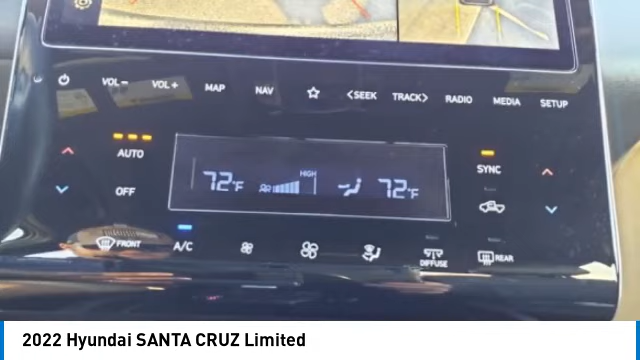 VOL- VOL+ MAP NAV <SEEK TRACK> RADIO MEDIA SETUP
AUTO SYNC
72°F HIGH 72°F
OFF
FRONT A/C DIFFUSE REAR
2022 Hyundai SANTA CRUZ Limited